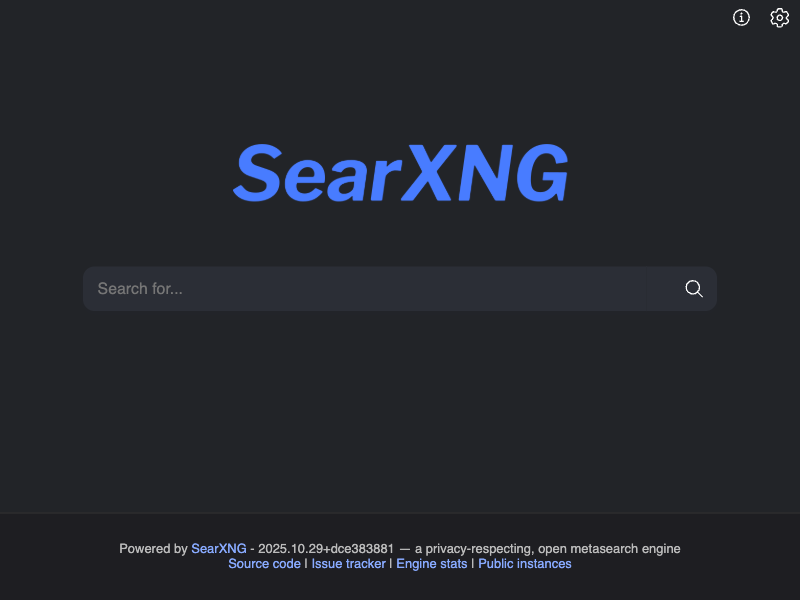 SearXNG
Search for...
Powered by SearXNG - 2025.10.29+dce383881 — a privacy-respecting, open metasearch engine
Source code | Issue tracker | Engine stats | Public instances